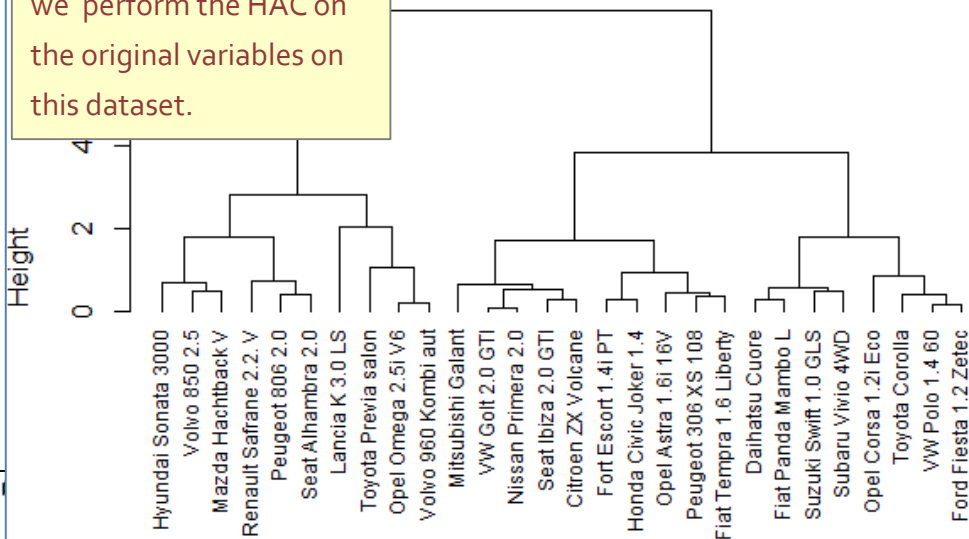 we perform the HAC on
the original variables on
this dataset.
Height
4
2
0
Hyundai Sonata 3000
Volvo 850 2.5
Mazda Hachtback V
Renault Safrane 2.2. V
Peugeot 806 2.0
Seat Alhambra 2.0
Lancia K 3.0 LS
Toyota Previa salon
Opel Omega 2.5i V6
Volvo 960 Kombi aut
Mitsubishi Galant
VW Golt 2.0 GTI
Nissan Primera 2.0
Seat Ibiza 2.0 GTI
Citroen ZX Volcane
Fort Escort 1.4i PT
Honda Civic Joker 1.4
Opel Astra 1.6i 16V
Peugeot 306 XS 108
Fiat Tempra 1.6 Liberty
Daihatsu Cuore
Fiat Panda Mambo L
Suzuki Swift 1.0 GLS
Subaru Vivio 4WD
Opel Corsa 1.2i Eco
Toyota Corolla
VW Polo 1.4 60
Ford Fiesta 1.2 Zetec